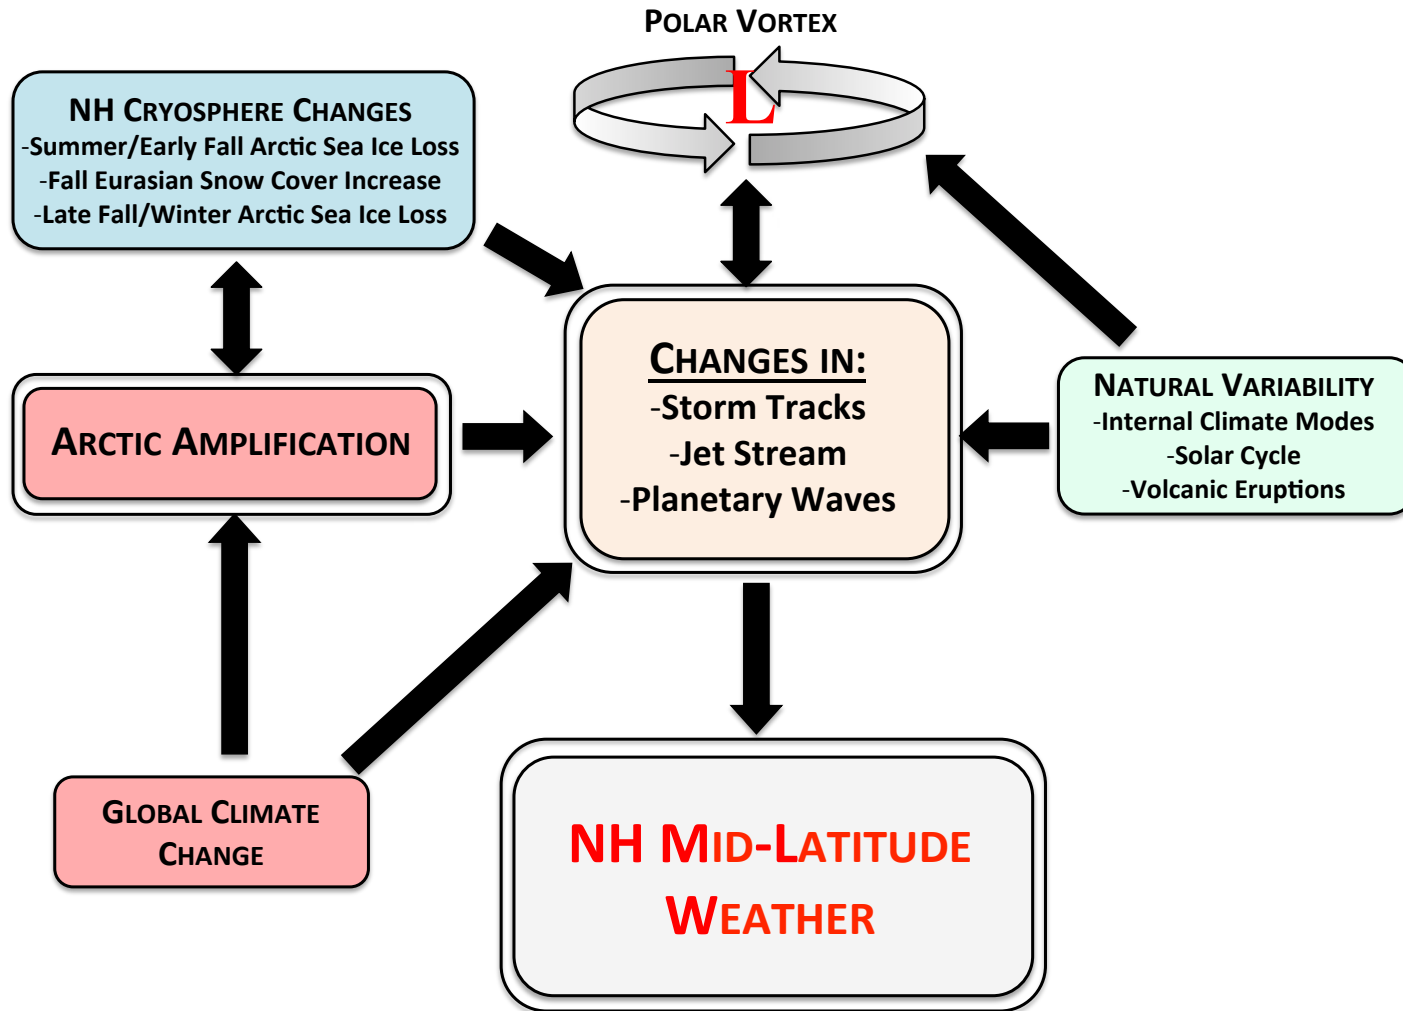 POLAR VORTEX
L
NH CRYOSPHERE CHANGES
-Summer/Early Fall Arctic Sea Ice Loss
-Fall Eurasian Snow Cover Increase
-Late Fall/Winter Arctic Sea Ice Loss
CHANGES IN:
-Storm Tracks
-Jet Stream
-Planetary Waves
NATURAL VARIABILITY
-Internal Climate Modes
-Solar Cycle
-Volcanic Eruptions
ARCTIC AMPLIFICATION
GLOBAL CLIMATE
CHANGE
NH MID-LATITUDE
WEATHER